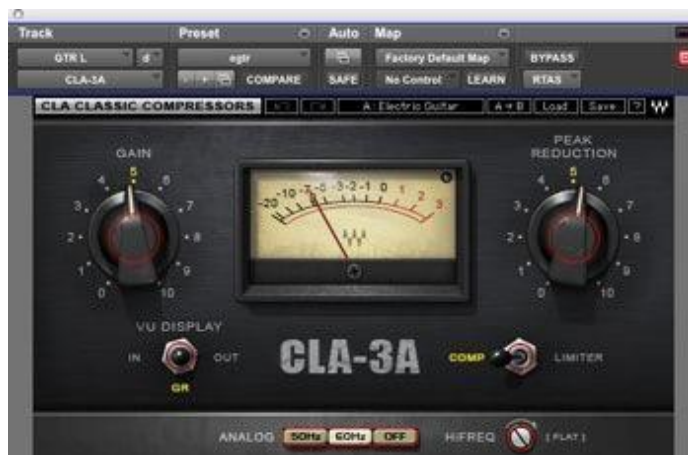 Track Preset Auto Map
GTR L d egtr Factory Default Map BYPASS
CLA-3A COMPARE SAFE No Control LEARN RTAS
CLA CLASSIC COMPRESSORS A: Electric Guitar A→B Load Save ? W
GAIN
PEAK
REDUCTION
0 1 2 3 4 5 6 7 8 9 10
-20 -10 -7 -5 -3 -2 -1 0 1 2 3
0 1 2 3 4 5 6 7 8 9 10
VU DISPLAY
IN OUT
GR
CLA-3A
COMP LIMITER
ANALOG 50Hz 60Hz OFF HiFREQ [FLAT]